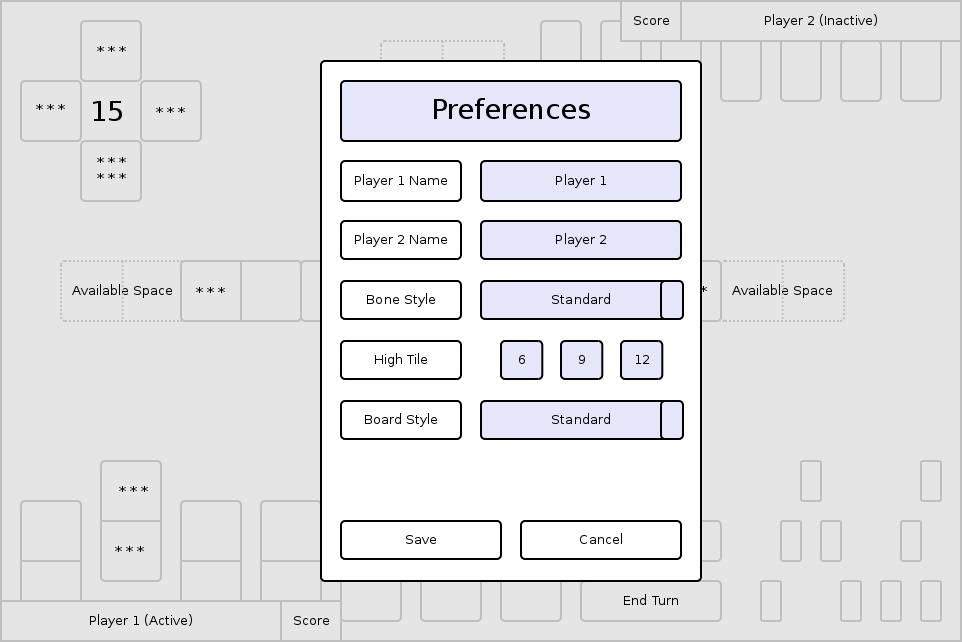 Score
Player 2 (Inactive)
***
***
15
***
***
***
Preferences
Player 1 Name
Player 1
Player 2 Name
Player 2
Available Space
***
Bone Style
Standard
*
Available Space
High Tile
6
9
12
Board Style
Standard
***
***
Save
Cancel
End Turn
Player 1 (Active)
Score